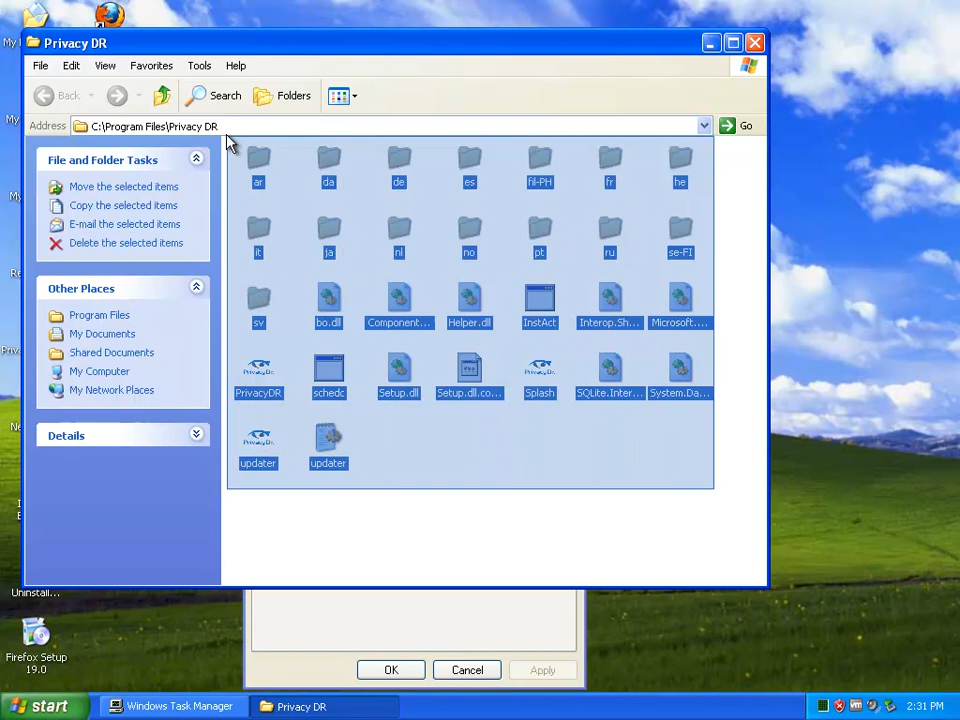 Privacy DR
File Edit View Favorites Tools Help
Back Search Folders
Address C:\Program Files\Privacy DR Go
File and Folder Tasks
Move the selected items
Copy the selected items
E-mail the selected items
Delete the selected items
Other Places
Program Files
My Documents
Shared Documents
My Computer
My Network Places
Details
ar da de es fil-PH fr he
it ja nl no pt ru se-FI
sv bo.dll Component... Helper.dll InstAct Interop.Sh... Microsoft....
PrivacyDR schedc Setup.dll Setup.dll.co... Splash SQLite.Inter... System.Da...
updater updater
Uninstall...
Firefox Setup
19.0
OK Cancel Apply
start Windows Task Manager Privacy DR 2:31 PM